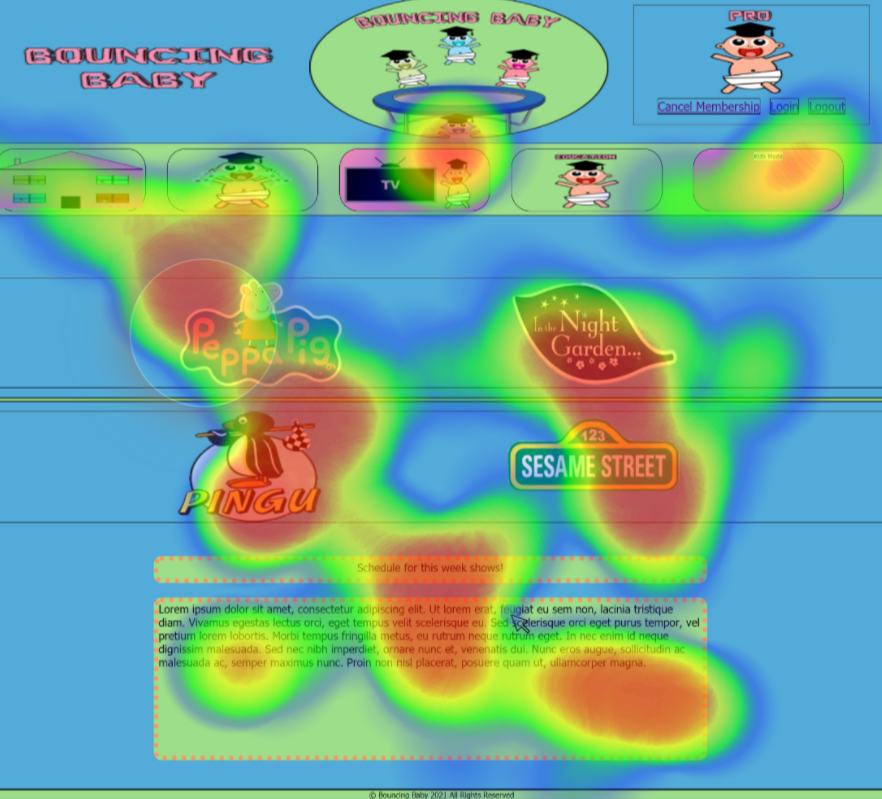 BOUNCING
BABY
BOUNCING BABY
PRO
Cancel Membership Login Logout
TV
EDUCATION
Kids Mode
Peppa Pig
In the Night
Garden...
PINGU
123
SESAME STREET
Schedule for this week shows!
Lorem ipsum dolor sit amet, consectetur adipiscing elit. Ut lorem erat, feugiat eu sem non, lacinia tristique
diam. Vivamus egestas lectus orci, eget tempus velit scelerisque eu. Sed scelerisque orci eget purus tempor, vel
pretium lorem lobortis. Morbi tempus fringilla metus, eu rutrum neque rutrum eget. In nec enim id neque
dignissim malesuada. Sed nec nibh imperdiet, ornare nunc et, venenatis dui. Nunc eros augue, sollicitudin ac
malesuada ac, semper maximus nunc. Proin non nisl placerat, posuere quam ut, ullamcorper magna.
© Bouncing Baby 2021 All Rights Reserved